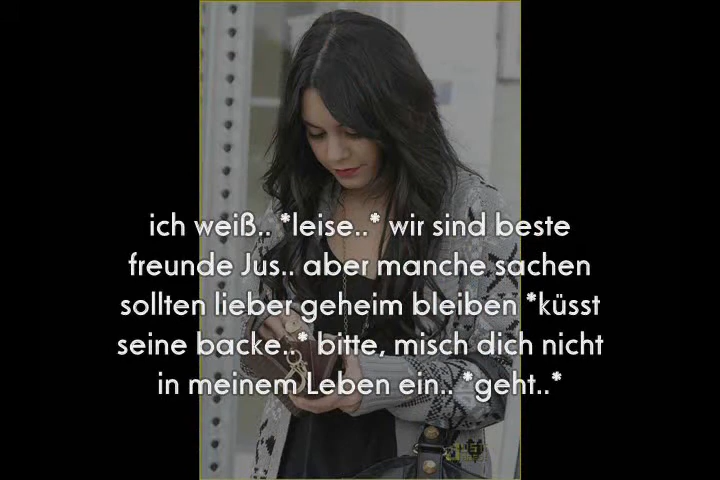 ich weiß.. *leise..* wir sind beste
freunde Jus.. aber manche sachen
sollten lieber geheim bleiben *küsst
seine backe..* bitte, misch dich nicht
in meinem Leben ein.. *geht..*